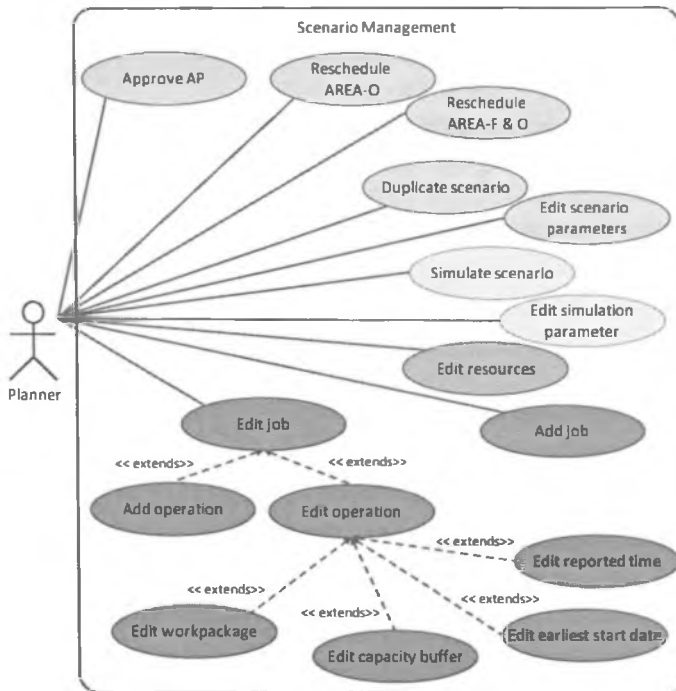 Scenario Management
Approve AP
Reschedule
AREA-O
Reschedule
AREA-F & O
Duplicate scenario
Edit scenario
parameters
Simulate scenario
Edit simulation
parameter
Planner
Edit resources
Edit job
Add job
<< extends>>
<< extends>>
Add operation
Edit operation
<< extends>>
Edit reported time
<< extends>>
<< extends>>
<< extends>>
Edit workpackage
Edit capacity buffer
Edit earliest start date